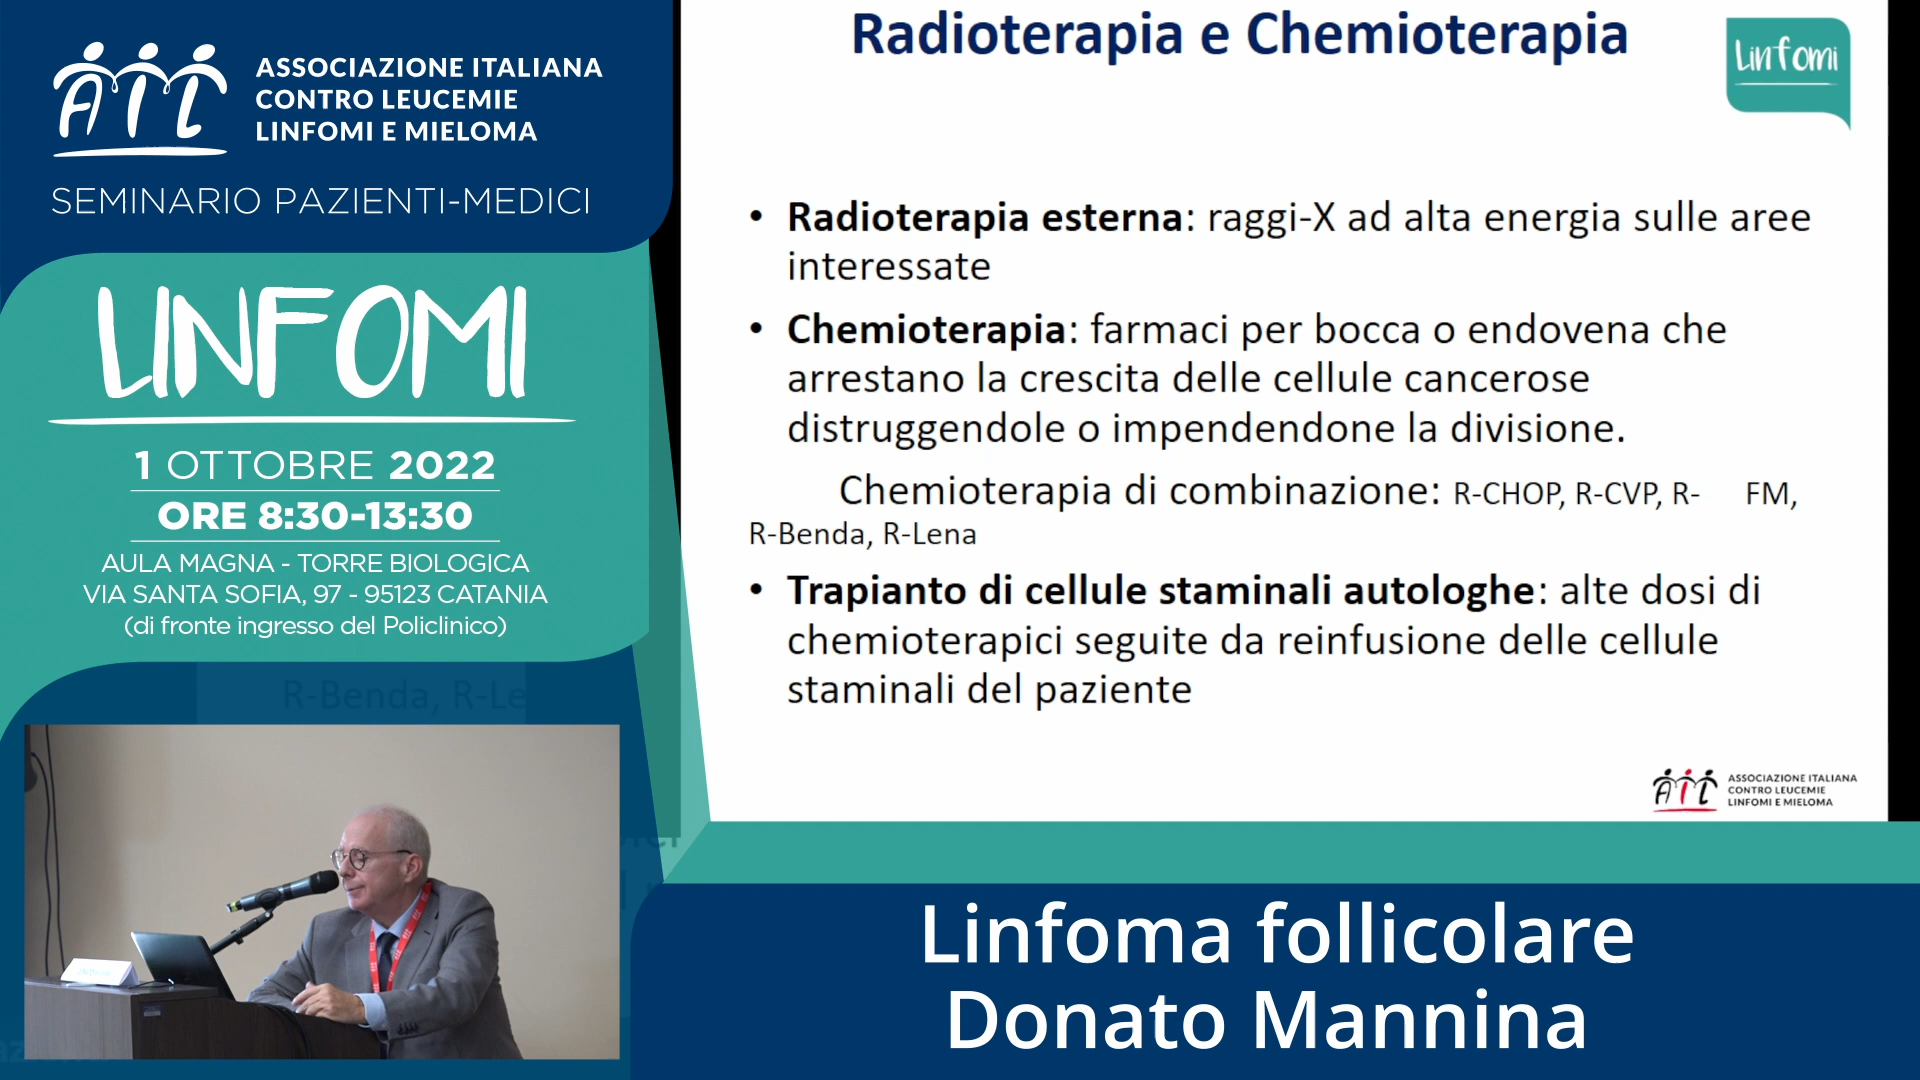 AIL
ASSOCIAZIONE ITALIANA
CONTRO LEUCEMIE
LINFOMI E MIELOMA
SEMINARIO PAZIENTI-MEDICI
LINFOMI
1 OTTOBRE 2022
ORE 8:30-13:30
AULA MAGNA - TORRE BIOLOGICA
VIA SANTA SOFIA, 97 - 95123 CATANIA
(di fronte ingresso del Policlinico)
R-Benda, R-Le
Radioterapia e Chemioterapia
Linfomi
• Radioterapia esterna: raggi-X ad alta energia sulle aree
interessate
• Chemioterapia: farmaci per bocca o endovena che
arrestano la crescita delle cellule cancerose
distruggendole o impendendone la divisione.
Chemioterapia di combinazione: R-CHOP, R-CVP, R- FM,
R-Benda, R-Lena
• Trapianto di cellule staminali autologhe: alte dosi di
chemioterapici seguite da reinfusione delle cellule
staminali del paziente
AIL
ASSOCIAZIONE ITALIANA
CONTRO LEUCEMIE
LINFOMI E MIELOMA
Linfoma follicolare
Donato Mannina